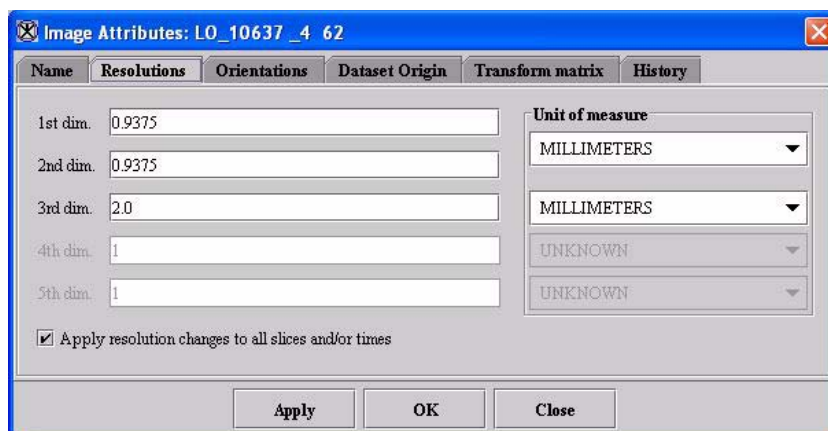 Image Attributes: LO_10637 _4 62
Name Resolutions Orientations Dataset Origin Transform matrix History
Unit of measure
1st dim. 0.9375
MILLIMETERS
2nd dim. 0.9375
3rd dim. 2.0 MILLIMETERS
4th dim. 1 UNKNOWN
5th dim. 1 UNKNOWN
Apply resolution changes to all slices and/or times
Apply OK Close